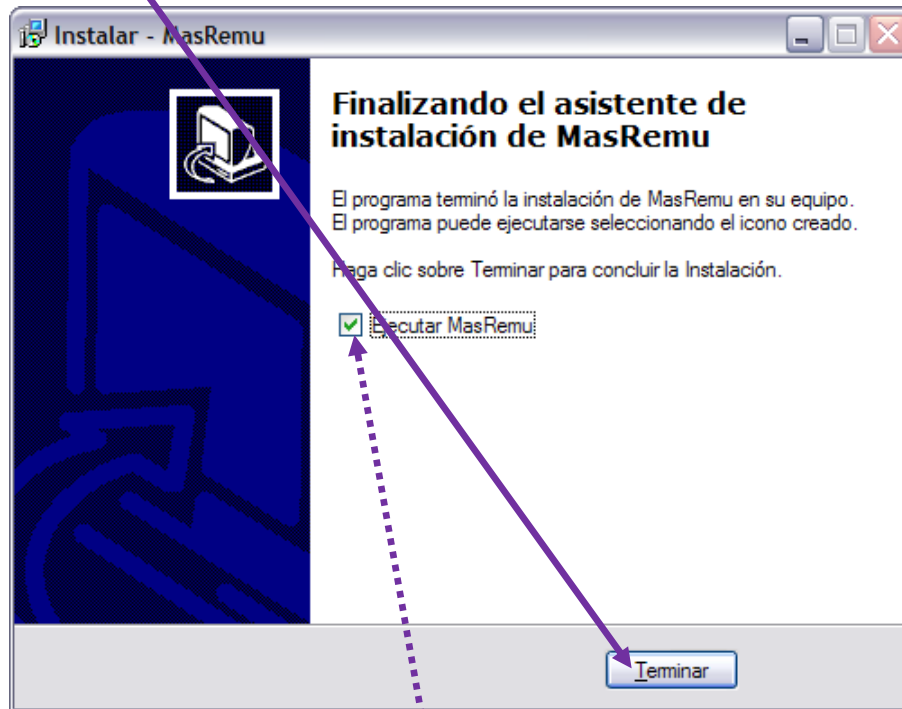 Instalar - MasRemu
Finalizando el asistente de
instalación de MasRemu
El programa terminó la instalación de MasRemu en su equipo.
El programa puede ejecutarse seleccionando el icono creado.
Haga clic sobre Terminar para concluir la Instalación.
Ejecutar MasRemu
Terminar